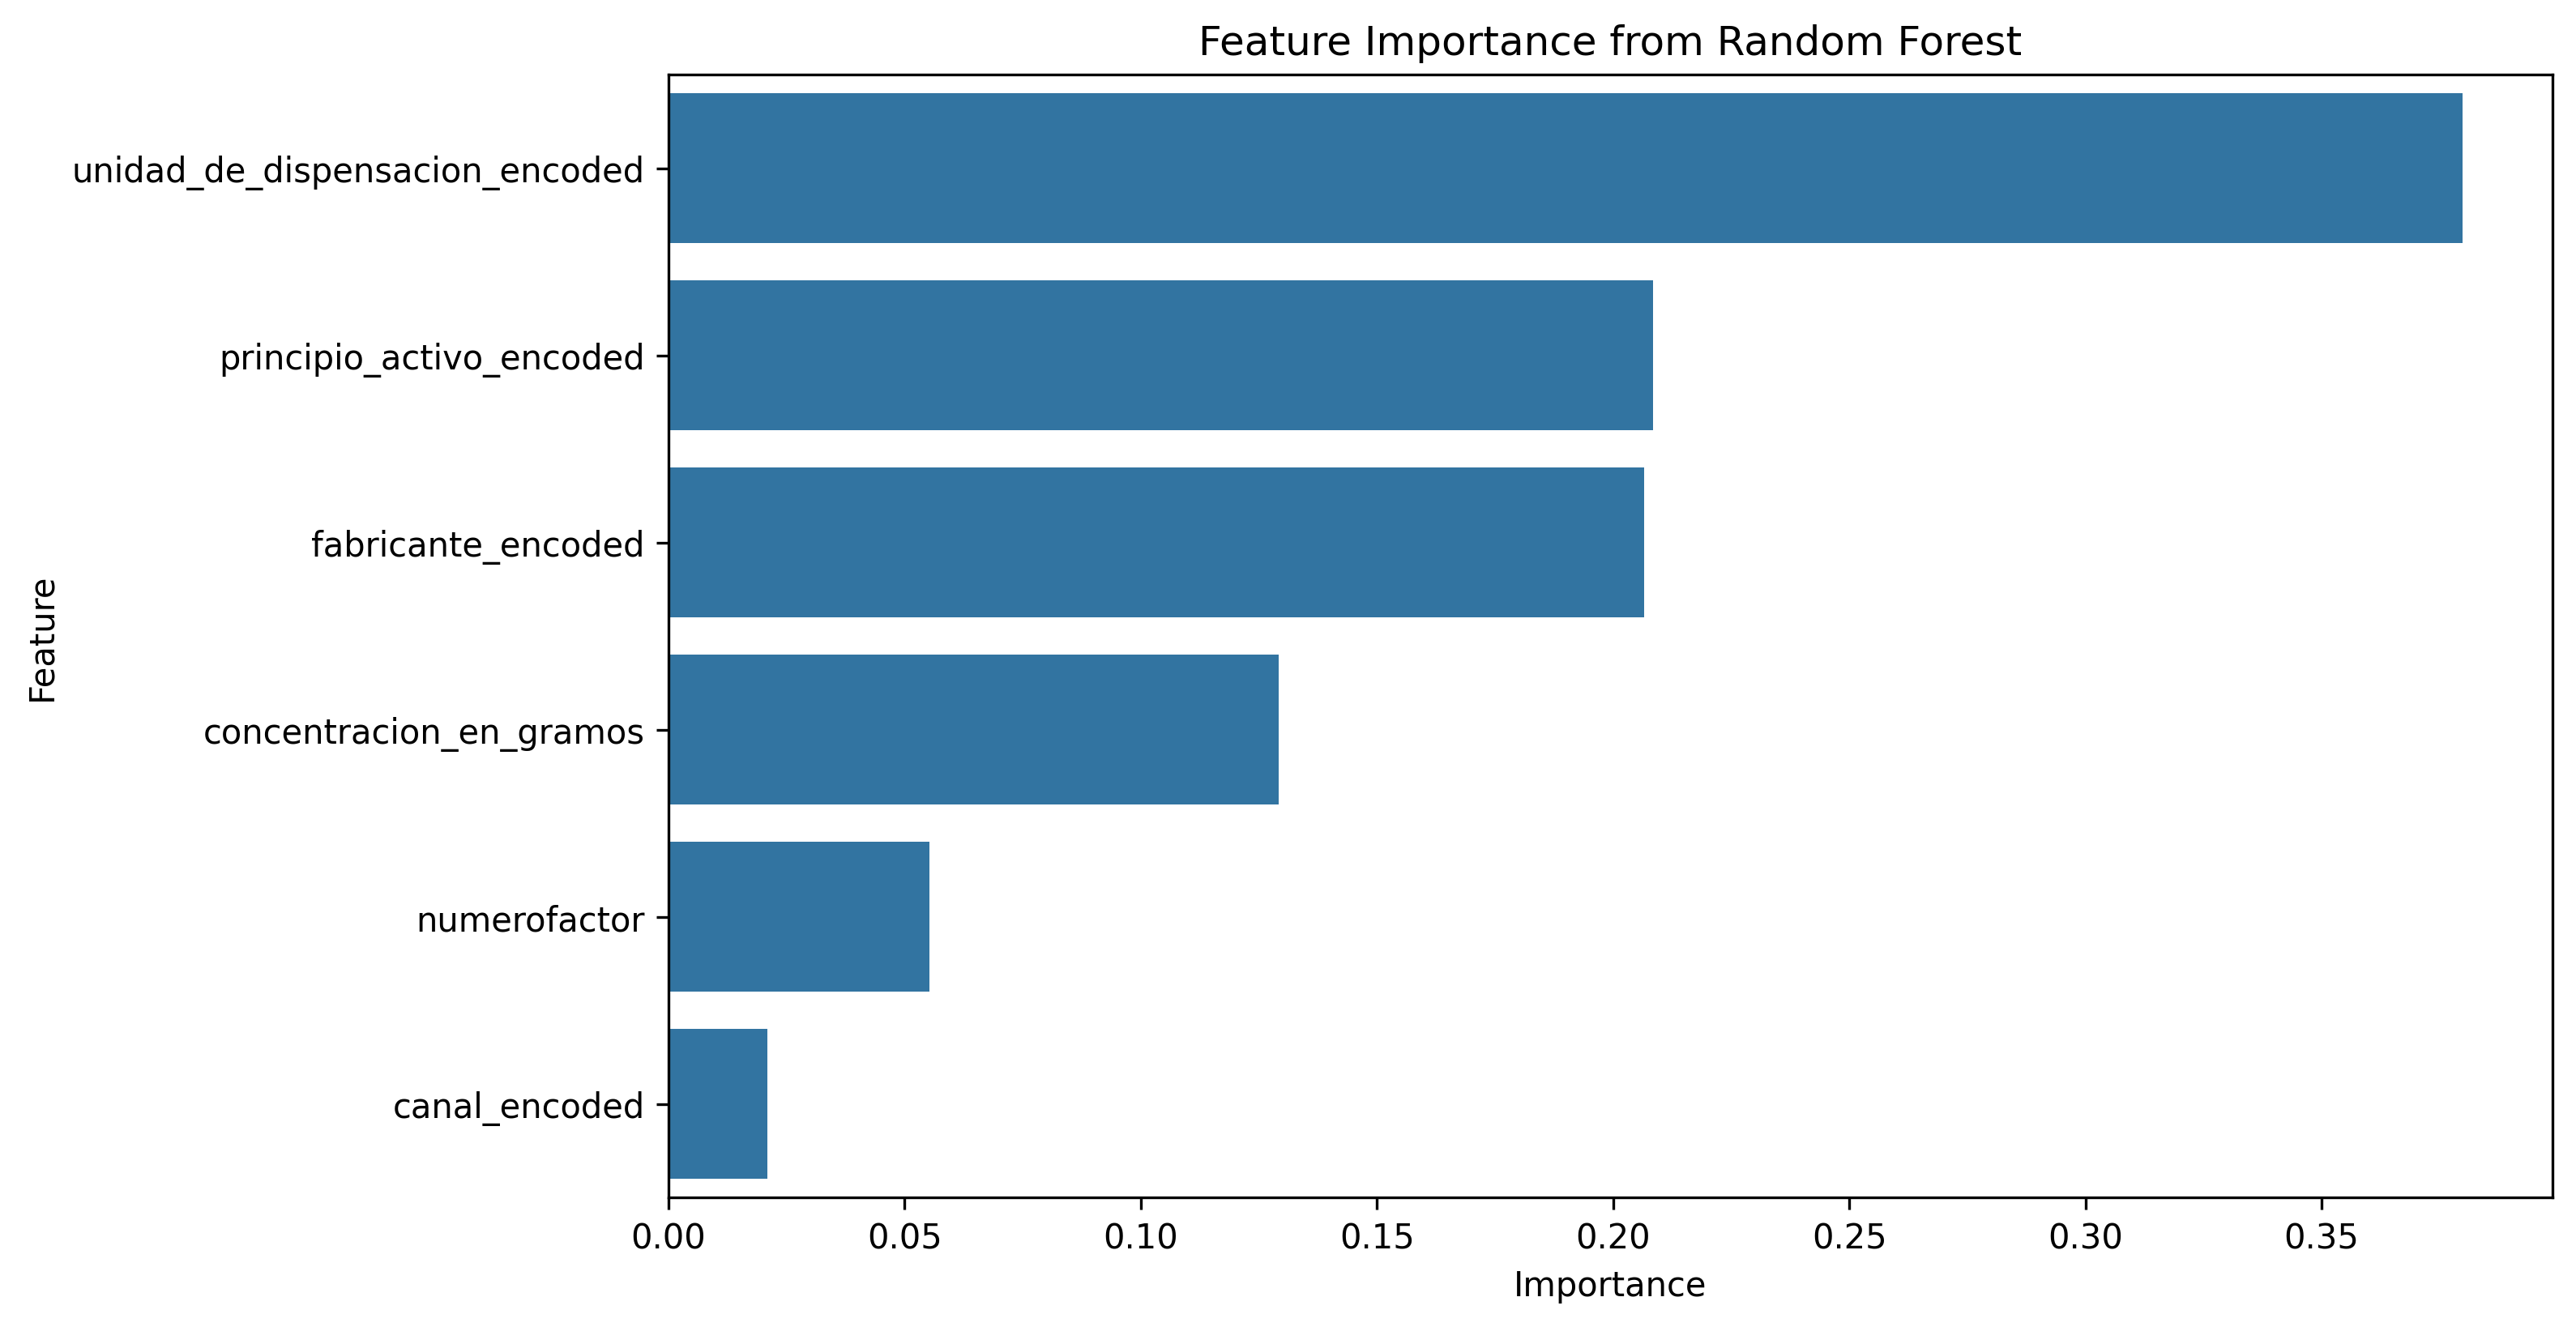 Feature Importance from Random Forest
unidad_de_dispensacion_encoded
principio_activo_encoded
fabricante_encoded
concentracion_en_gramos
numerofactor
canal_encoded
Feature
0.00 0.05 0.10 0.15 0.20 0.25 0.30 0.35
Importance